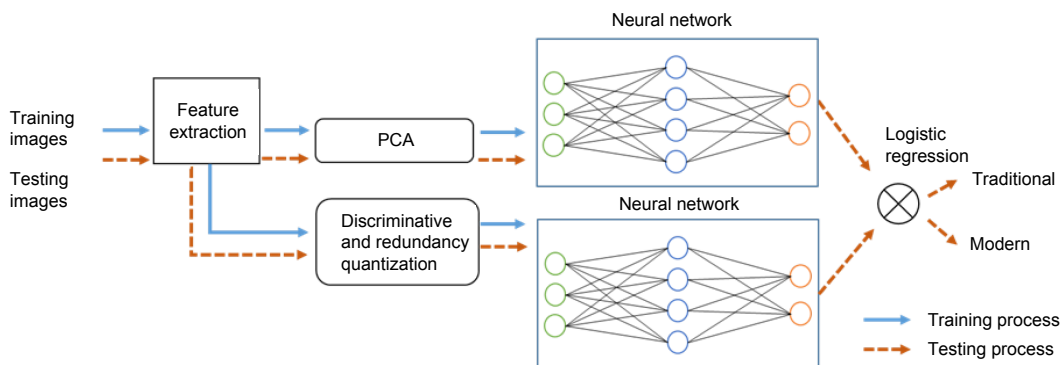 Neural network
Training
images
Testing
images
Feature
extraction
PCA
Discriminative
and redundancy
quantization
Neural network
Logistic
regression
Traditional
Modern
Training process
Testing process